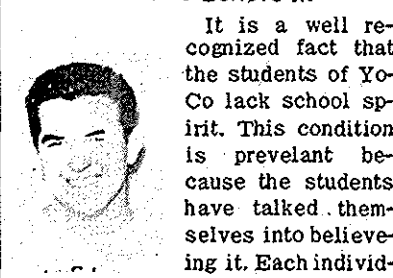 It is a well re-
cognized fact that
the students of Yo-
Co lack school sp-
irit. This condition
is prevelant be-
cause the students
have talked them-
selves into believe-
ing it. Each individ-